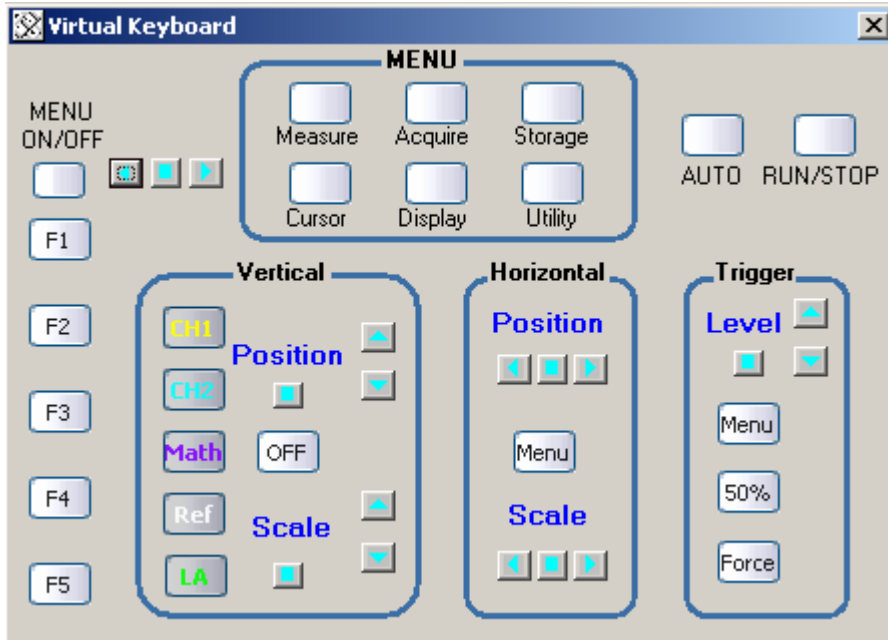 Virtual Keyboard
MENU
MENU
ON/OFF
Measure
Acquire
Storage
AUTO
RUN/STOP
Cursor
Display
Utility
F1
F2
F3
F4
F5
Vertical
CH1
CH2
Math
Ref
LA
Position
OFF
Scale
Horizontal
Position
Menu
Scale
Trigger
Level
Menu
50%
Force